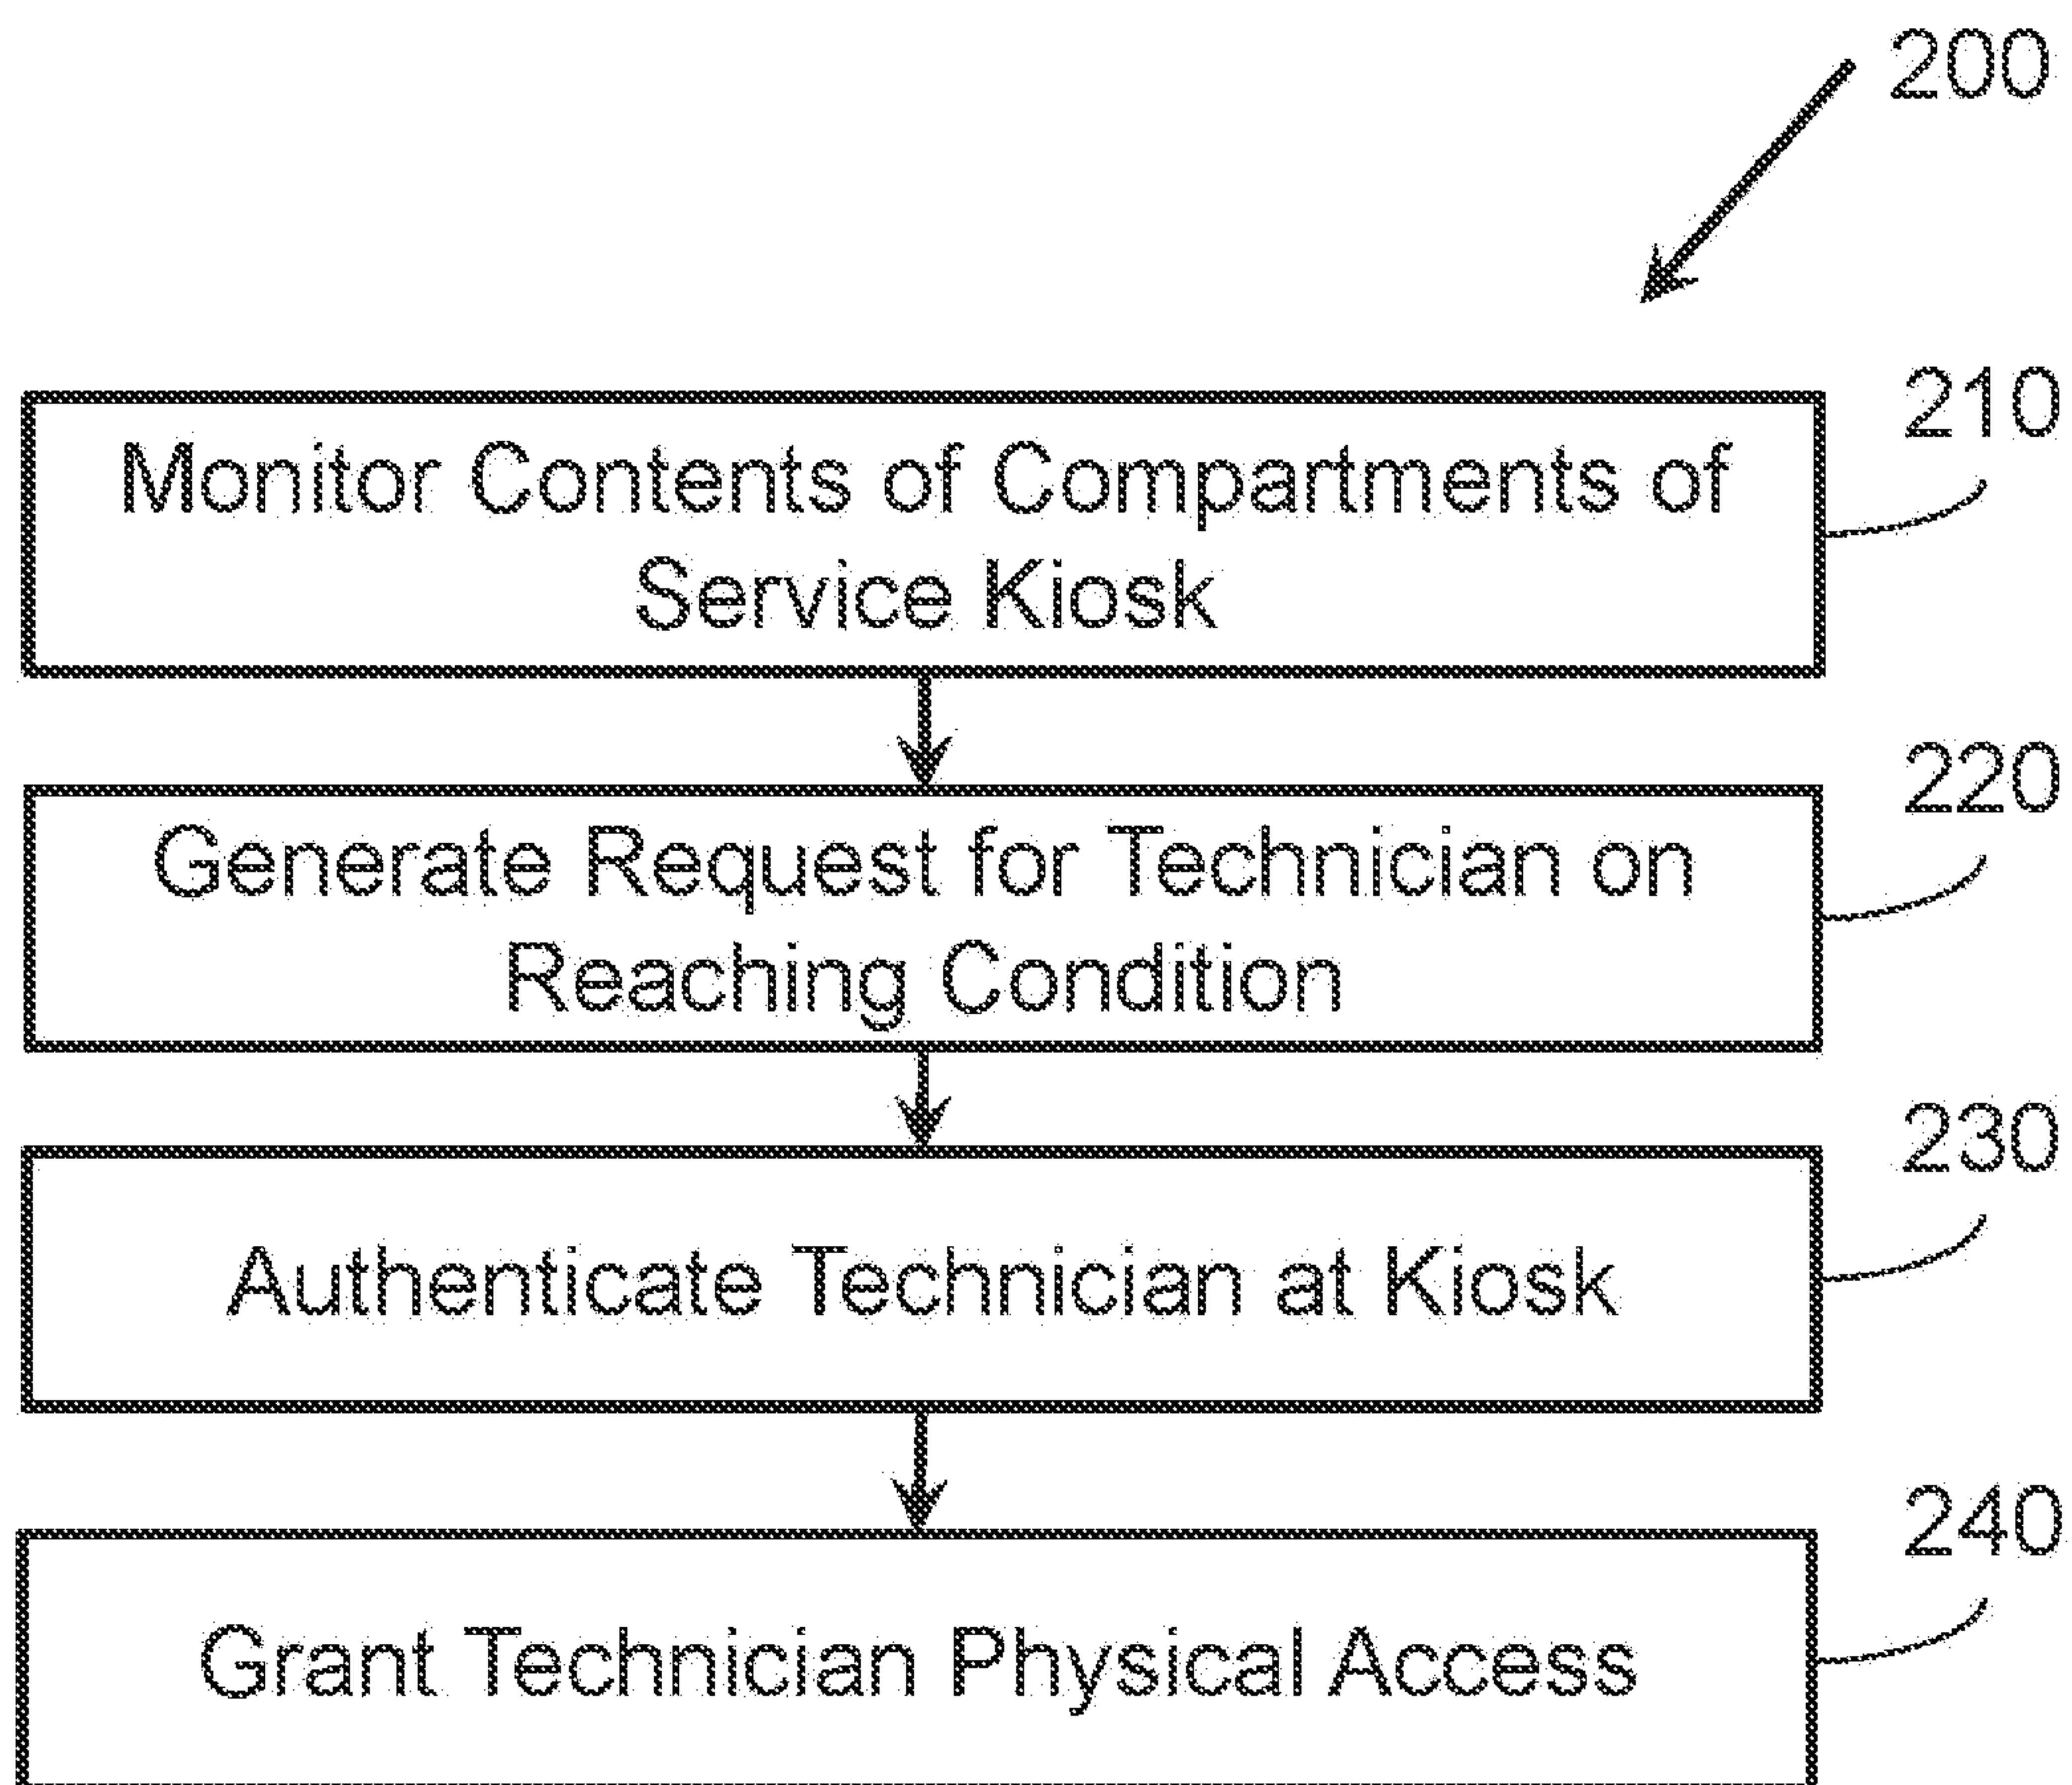 200
210
Monitor Contents of Compartments of
Service Kiosk
220
Generate Request for Technician on
Reaching Condition
230
Authenticate Technician at Kiosk
240
Grant Technician Physical Access